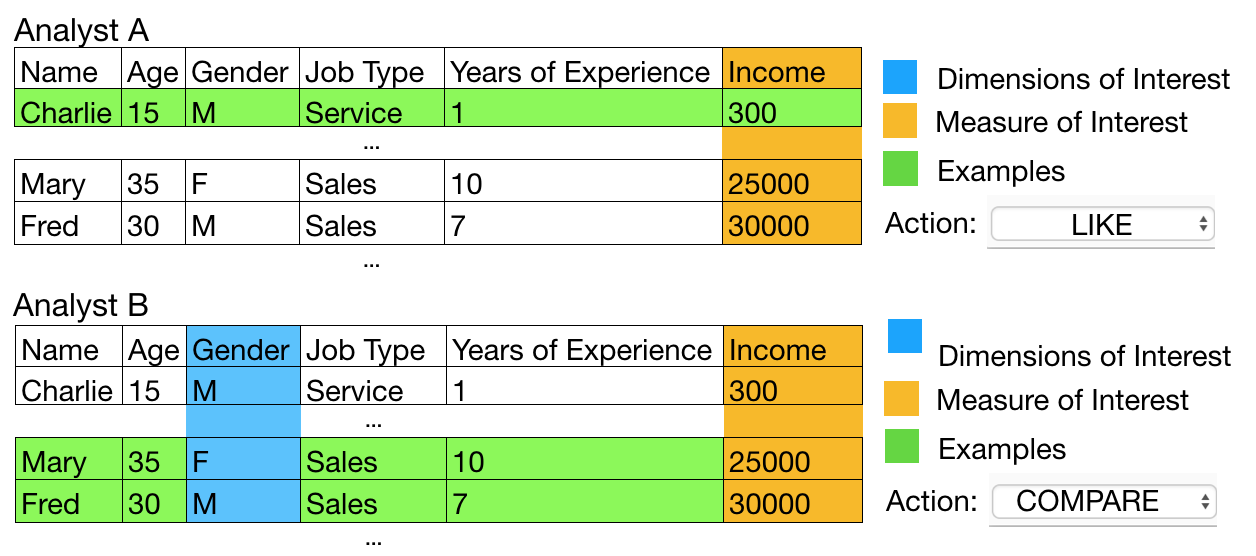 Analyst A
Name Age Gender Job Type Years of Experience Income
Charlie 15 M Service 1 300
...
Mary 35 F Sales 10 25000
Fred 30 M Sales 7 30000
...
Dimensions of Interest
Measure of Interest
Examples
Action: LIKE
Analyst B
Name Age Gender Job Type Years of Experience Income
Charlie 15 M Service 1 300
...
Mary 35 F Sales 10 25000
Fred 30 M Sales 7 30000
...
Dimensions of Interest
Measure of Interest
Examples
Action: COMPARE